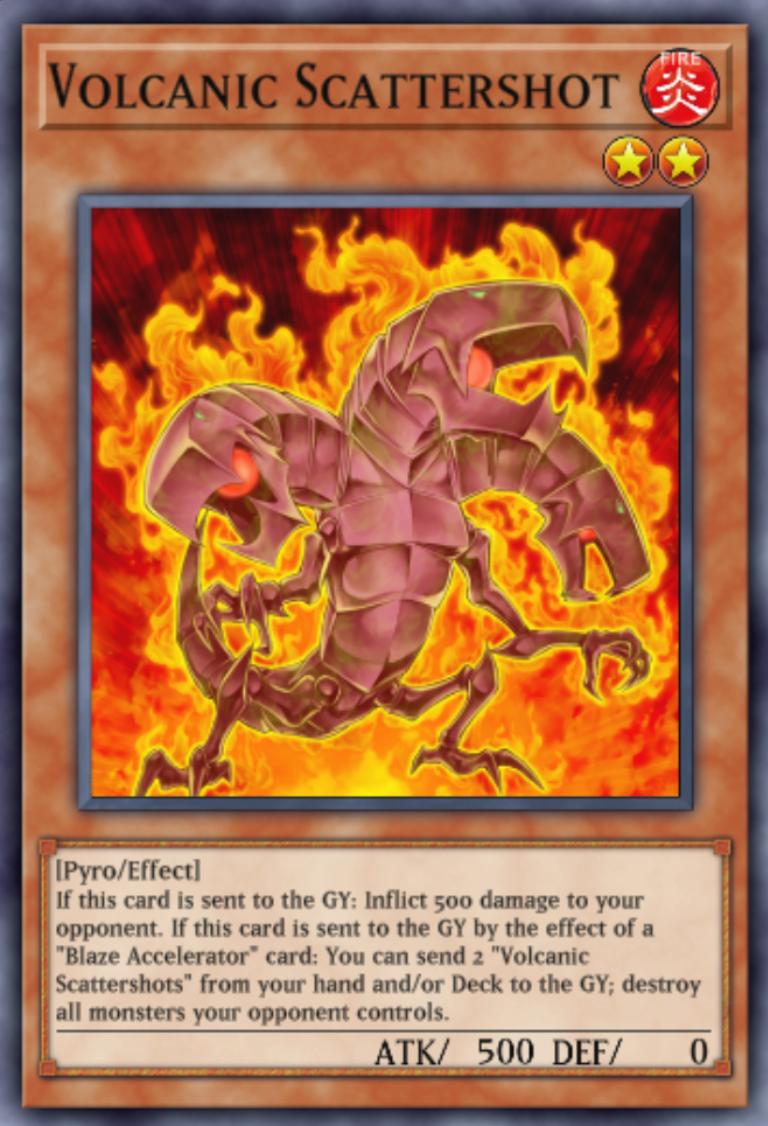 Volcanic Scattershot
FIRE
炎
[Pyro/Effect]
If this card is sent to the GY: Inflict 500 damage to your
opponent. If this card is sent to the GY by the effect of a
"Blaze Accelerator" card: You can send 2 "Volcanic
Scattershots" from your hand and/or Deck to the GY; destroy
all monsters your opponent controls.
ATK/ 500 DEF/ 0